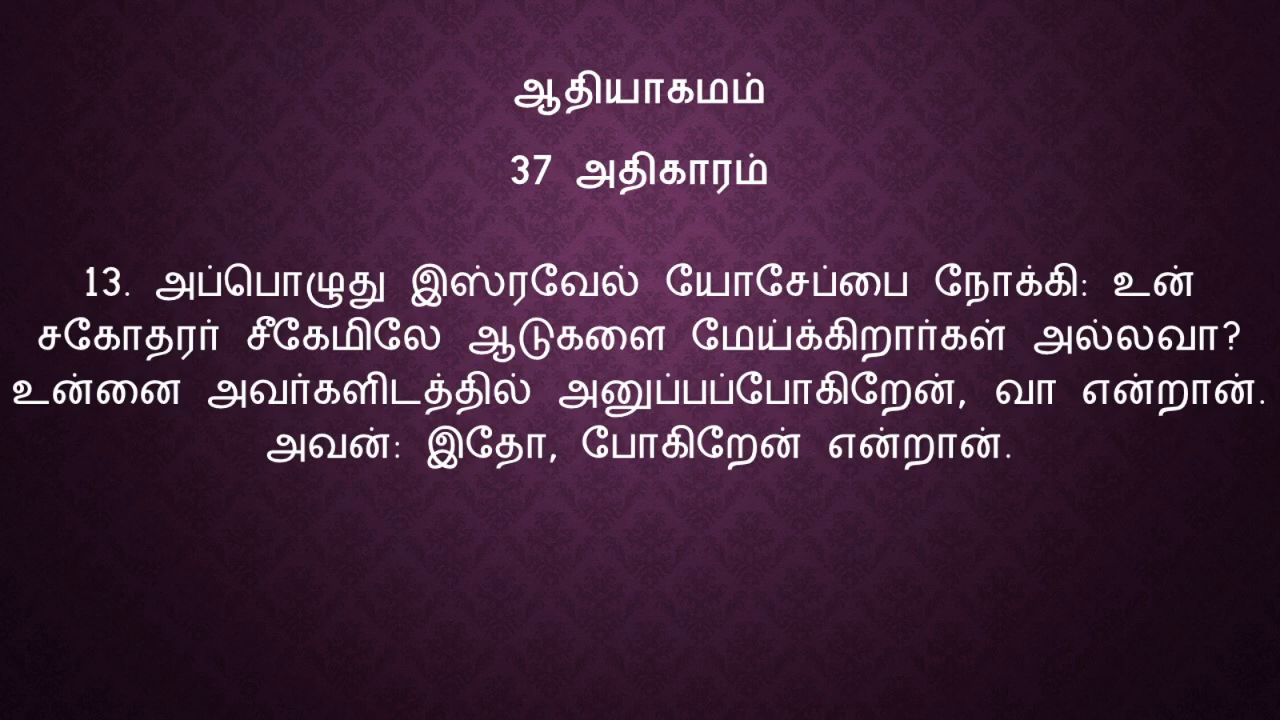 ஆதியாகமம்
37 அதிகாரம்
13. அப்பொழுது இஸ்ரவேல் யோசேப்பை நோக்கி: உன்
சகோதரர் சீகேமிலே ஆடுகளை மேய்க்கிறார்கள் அல்லவா?
உன்னை அவர்களிடத்தில் அனுப்பப்போகிறேன், வா என்றான்.
அவன்: இதோ, போகிறேன் என்றான்.